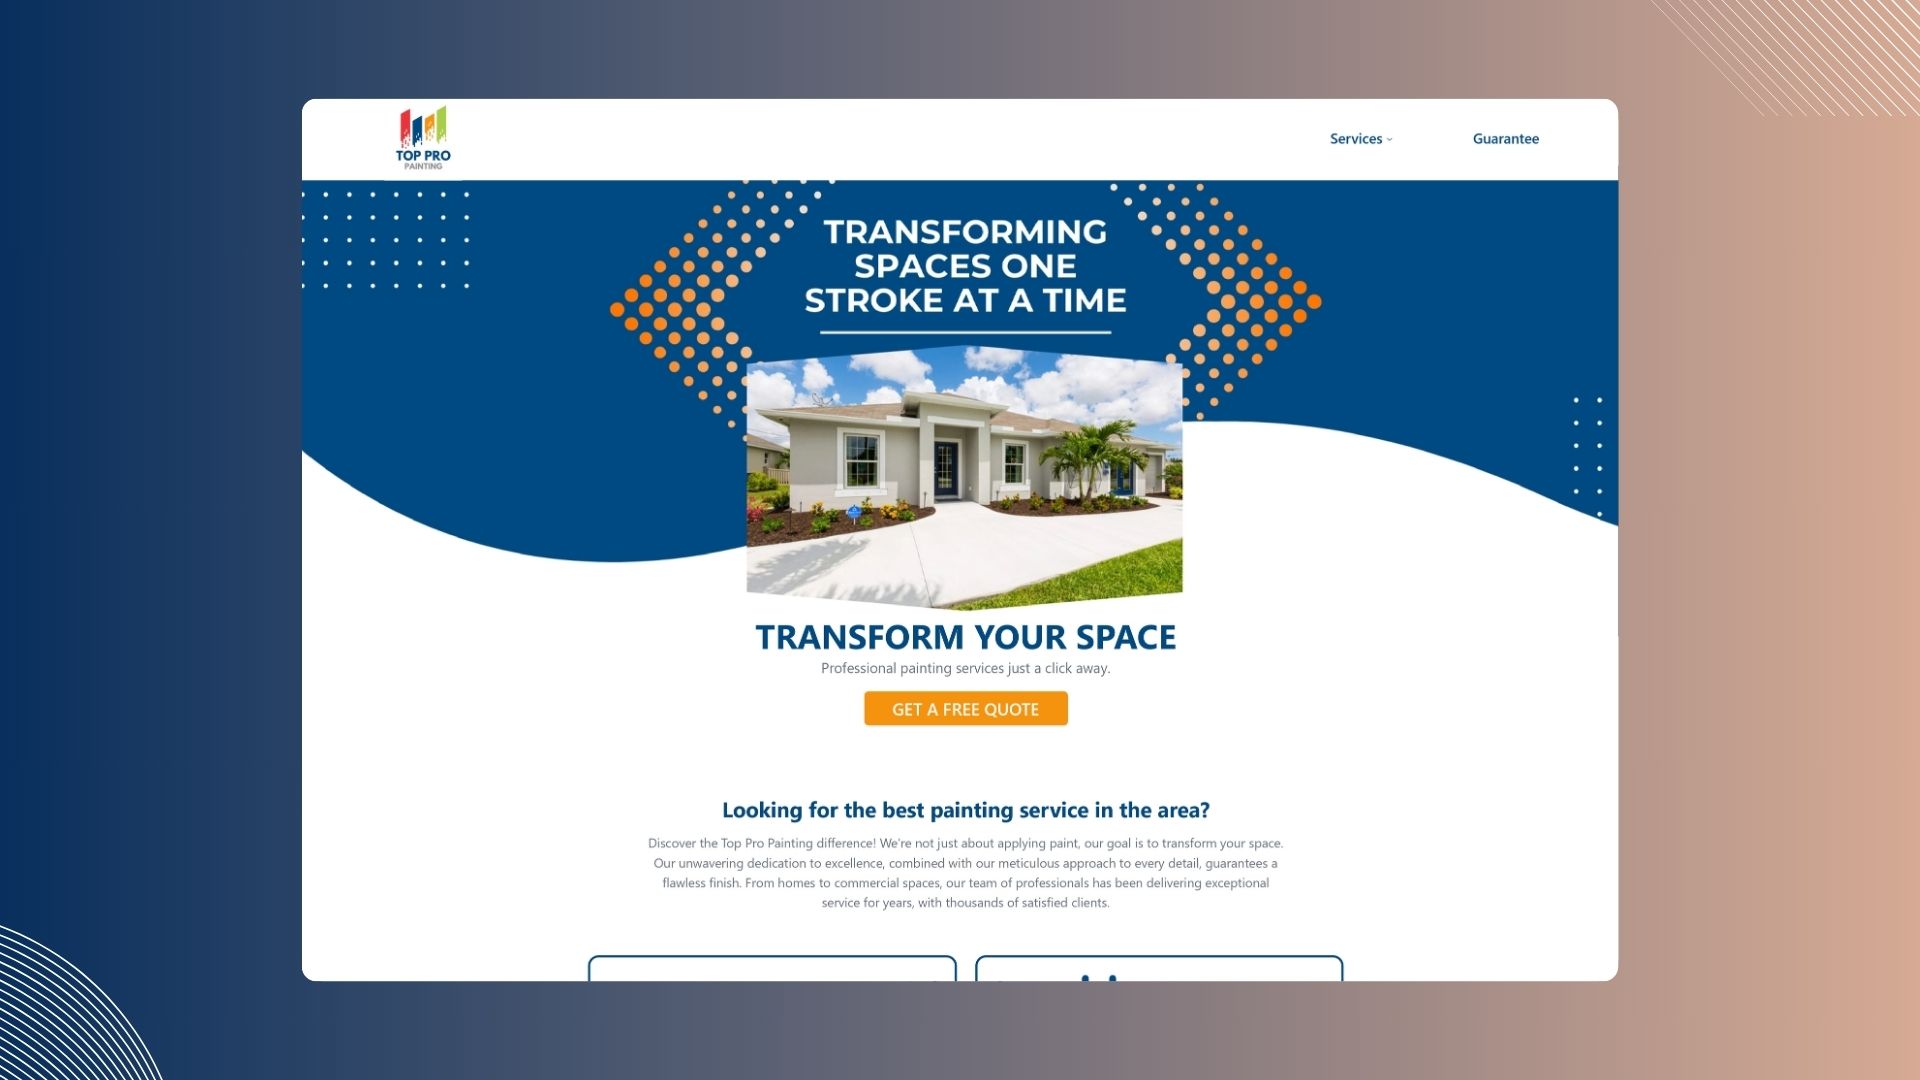 TOP PRO
PAINTING
Services
Guarantee
TRANSFORMING
SPACES ONE
STROKE AT A TIME
TRANSFORM YOUR SPACE
Professional painting services just a click away.
GET A FREE QUOTE
Looking for the best painting service in the area?
Discover the Top Pro Painting difference! We're not just about applying paint, our goal is to transform your space.
Our unwavering dedication to excellence, combined with our meticulous approach to every detail, guarantees a
flawless finish. From homes to commercial spaces, our team of professionals has been delivering exceptional
service for years, with thousands of satisfied clients.